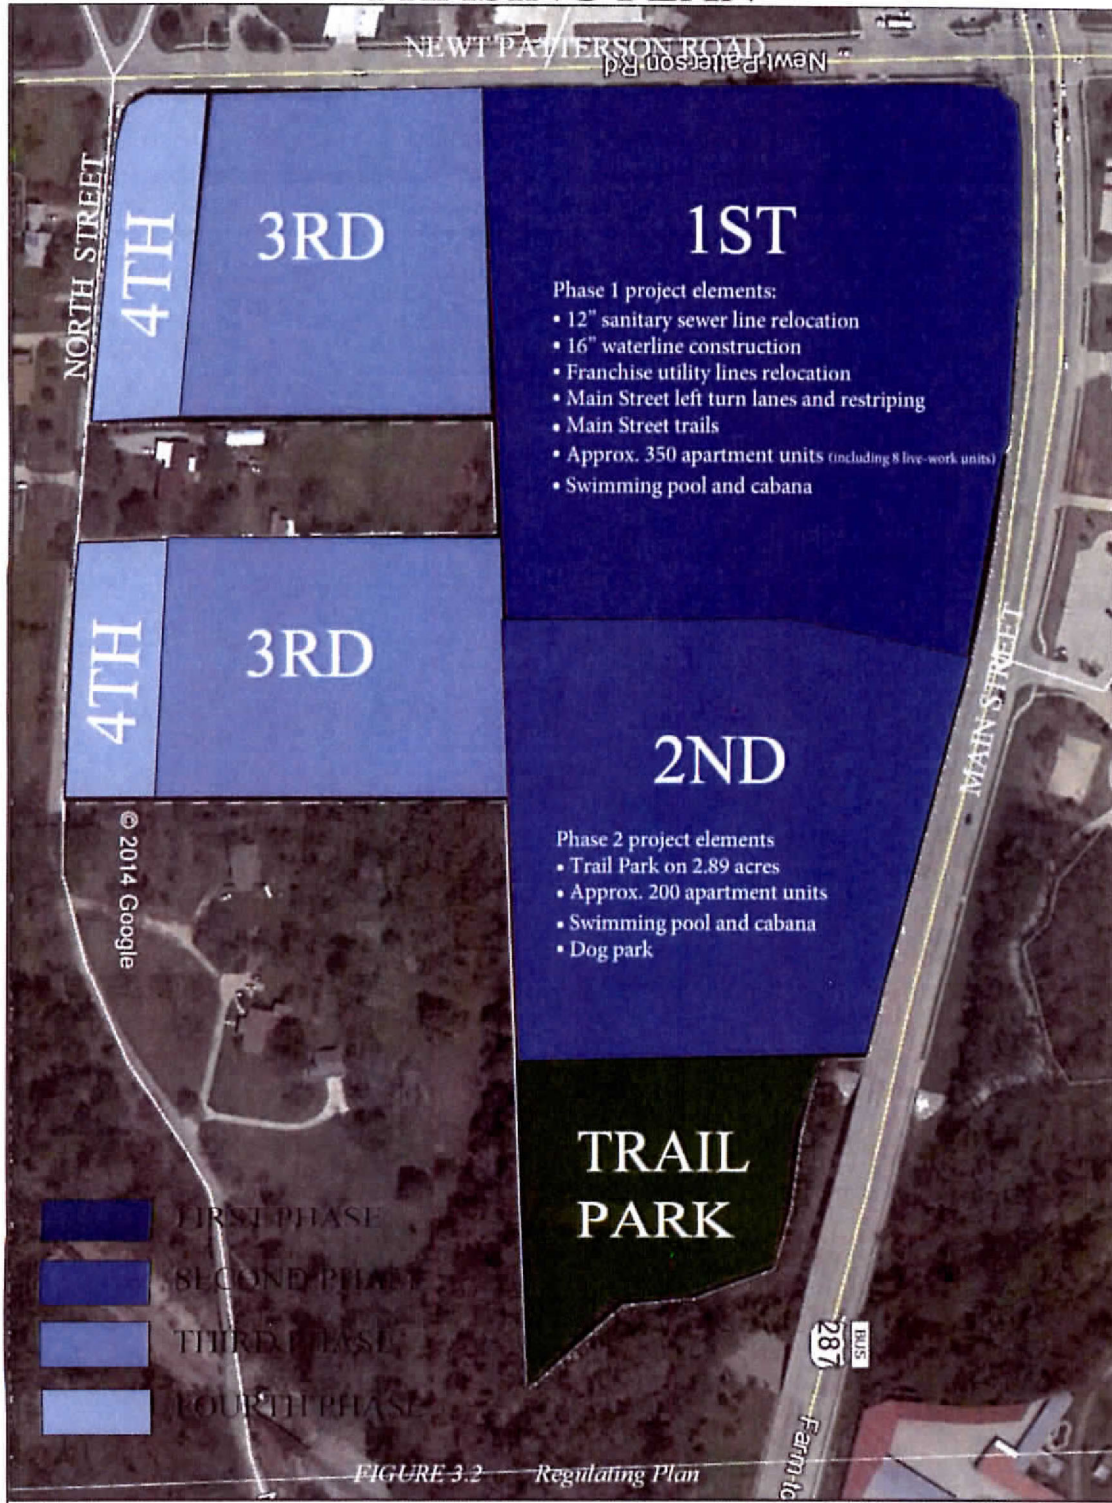 NEWT PATTERSON ROAD
Newt Patterson Rd
NORTH STREET
4TH
3RD
1ST
Phase 1 project elements:
• 12" sanitary sewer line relocation
• 16" waterline construction
• Franchise utility lines relocation
• Main Street left turn lanes and restriping
• Main Street trails
• Approx. 350 apartment units (including 8 live-work units)
• Swimming pool and cabana
4TH
3RD
MAIN STREET
2ND
Phase 2 project elements
• Trail Park on 2.89 acres
• Approx. 200 apartment units
• Swimming pool and cabana
• Dog park
© 2014 Google
TRAIL
PARK
FIRST PHASE
SECOND PHASE
THIRD PHASE
FOURTH PHASE
BUS
287
Farm-to
FIGURE 3.2 Regulating Plan